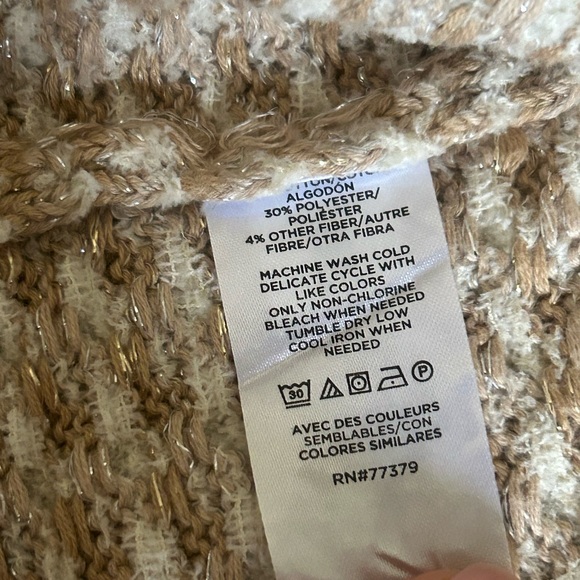 ALGODÓN
30% POLYESTER/
POLIÉSTER
4% OTHER FIBER/AUTRE
FIBRE/OTRA FIBRA
MACHINE WASH COLD
DELICATE CYCLE WITH
LIKE COLORS
ONLY NON-CHLORINE
BLEACH WHEN NEEDED
TUMBLE DRY LOW
COOL IRON WHEN
NEEDED
30 P
AVEC DES COULEURS
SEMBLABLES/CON
COLORES SIMILARES
RN#77379